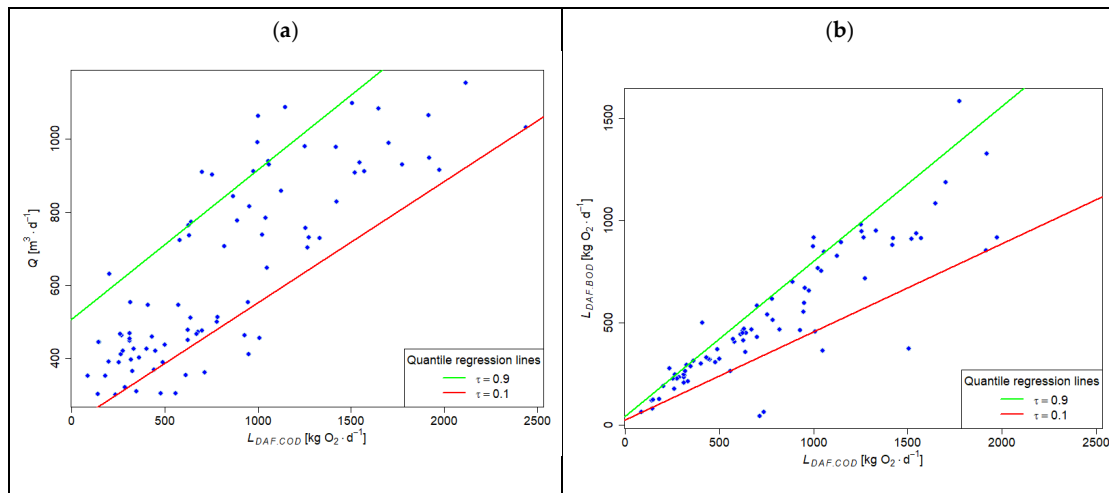 (a)
(b)
Q [m³ · d⁻¹]
400 600 800 1000
0 500 1000 1500 2000 2500
L_DAF.COD [kg O₂ · d⁻¹]
Quantile regression lines
τ = 0.9
τ = 0.1
L_DAF.BOD [kg O₂ · d⁻¹]
0 500 1000 1500
0 500 1000 1500 2000 2500
L_DAF.COD [kg O₂ · d⁻¹]
Quantile regression lines
τ = 0.9
τ = 0.1